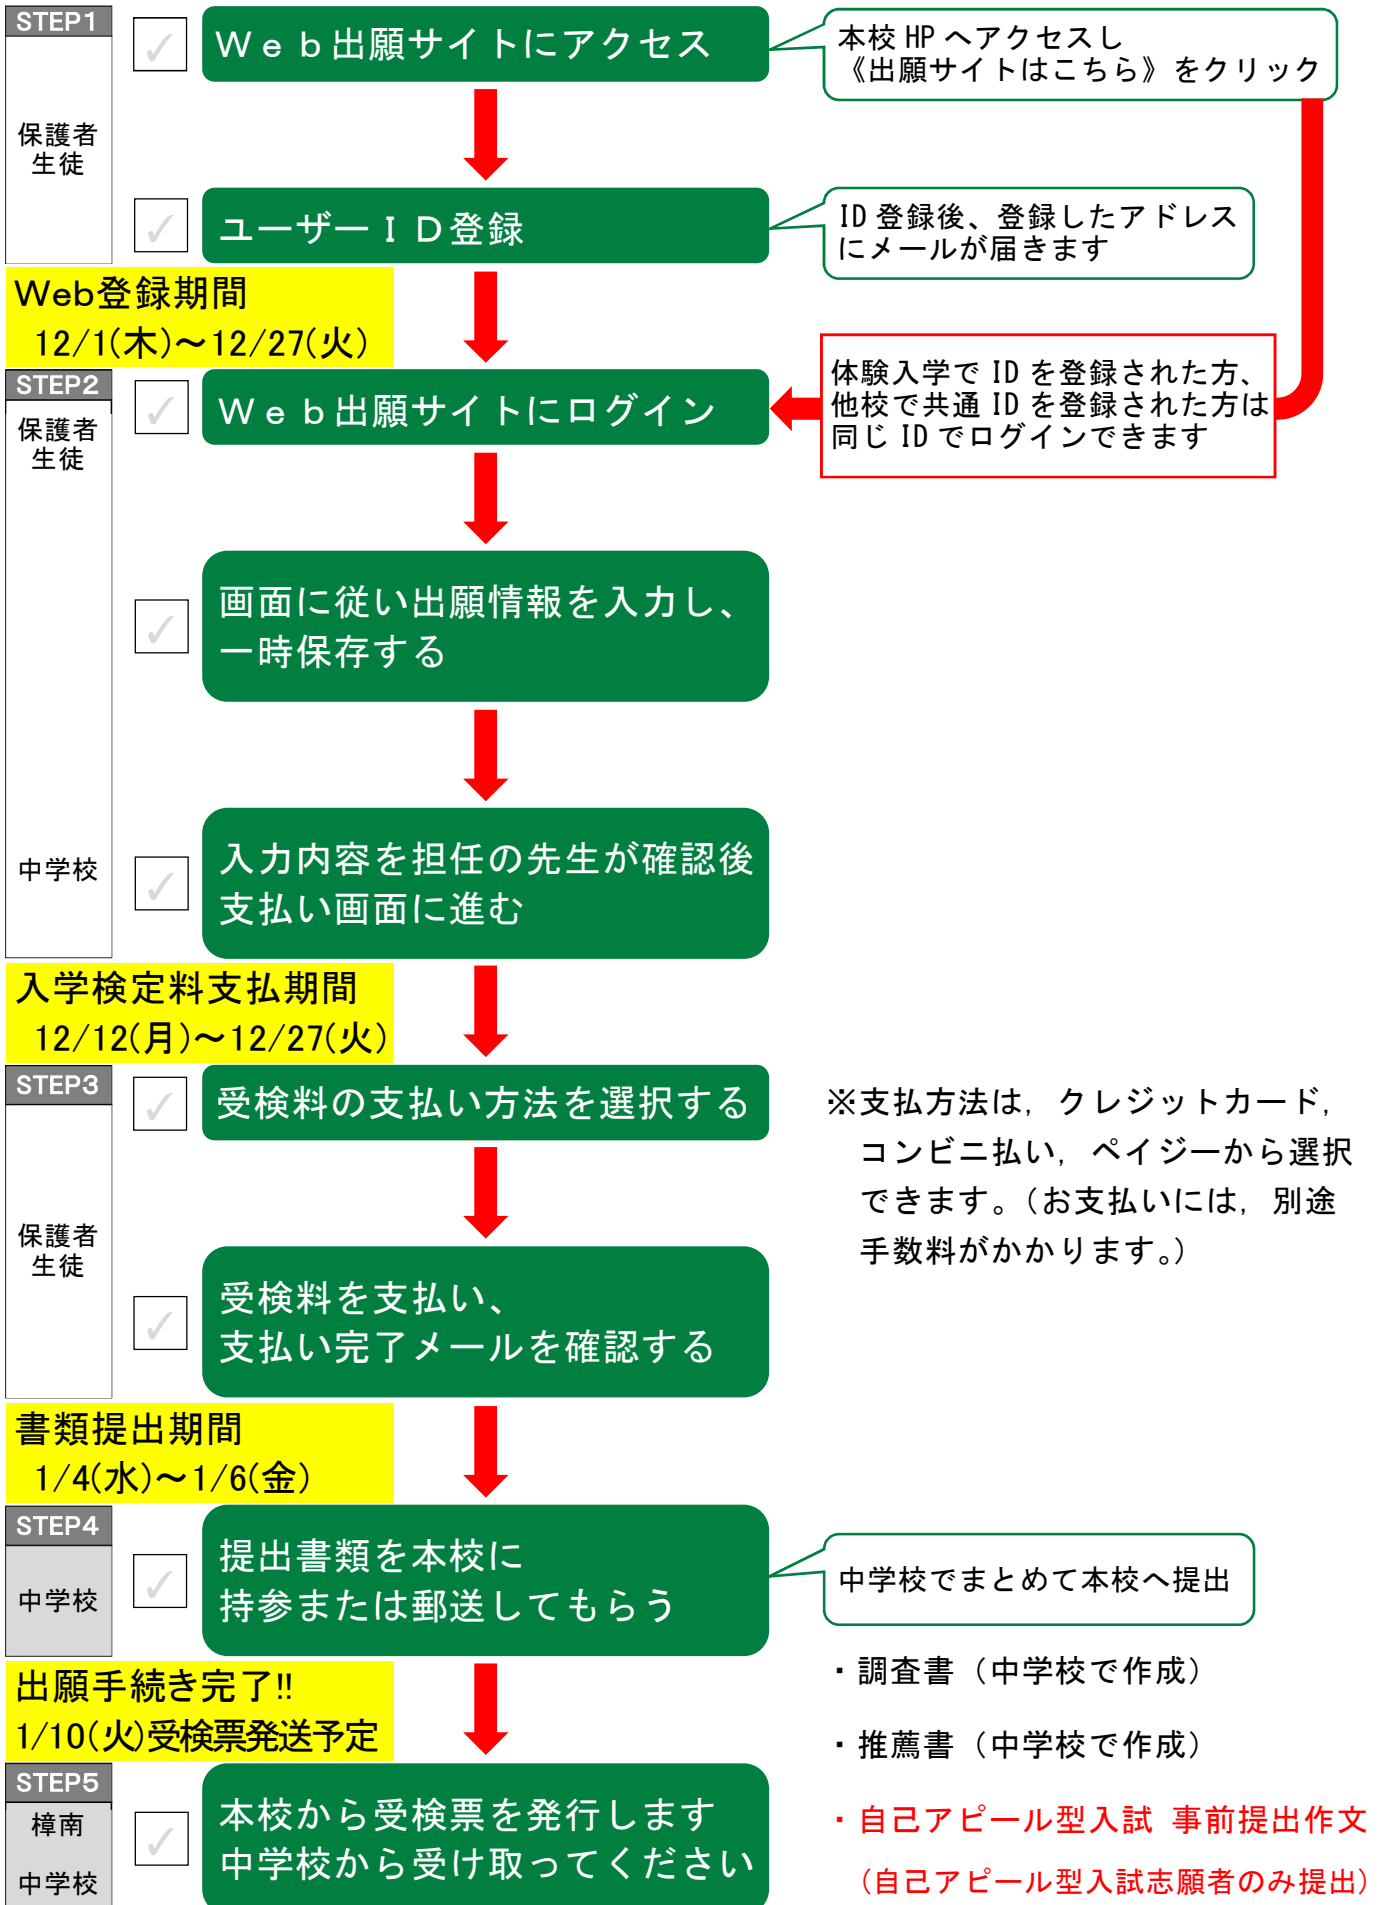 STEP1
保護者
生徒
✓
Ｗｅｂ出願サイトにアクセス
本校 HP へアクセスし
《出願サイトはこちら》をクリック
✓
ユーザーＩＤ登録
ID 登録後、登録したアドレス
にメールが届きます
Web登録期間
12/1(木)～12/27(火)
STEP2
保護者
生徒
✓
Ｗｅｂ出願サイトにログイン
体験入学で ID を登録された方、
他校で共通 ID を登録された方は
同じ ID でログインできます
✓
画面に従い出願情報を入力し、
一時保存する
中学校
✓
入力内容を担任の先生が確認後
支払い画面に進む
入学検定料支払期間
12/12(月)～12/27(火)
STEP3
保護者
生徒
✓
受検料の支払い方法を選択する
※支払方法は，クレジットカード，
コンビニ払い，ペイジーから選択
できます。（お支払いには，別途
手数料がかかります。）
✓
受検料を支払い、
支払い完了メールを確認する
書類提出期間
1/4(水)～1/6(金)
STEP4
中学校
✓
提出書類を本校に
持参または郵送してもらう
中学校でまとめて本校へ提出
・調査書（中学校で作成）
・推薦書（中学校で作成）
・自己アピール型入試 事前提出作文
（自己アピール型入試志願者のみ提出）
出願手続き完了!!
1/10(火)受検票発送予定
STEP5
樟南
中学校
✓
本校から受検票を発行します
中学校から受け取ってください